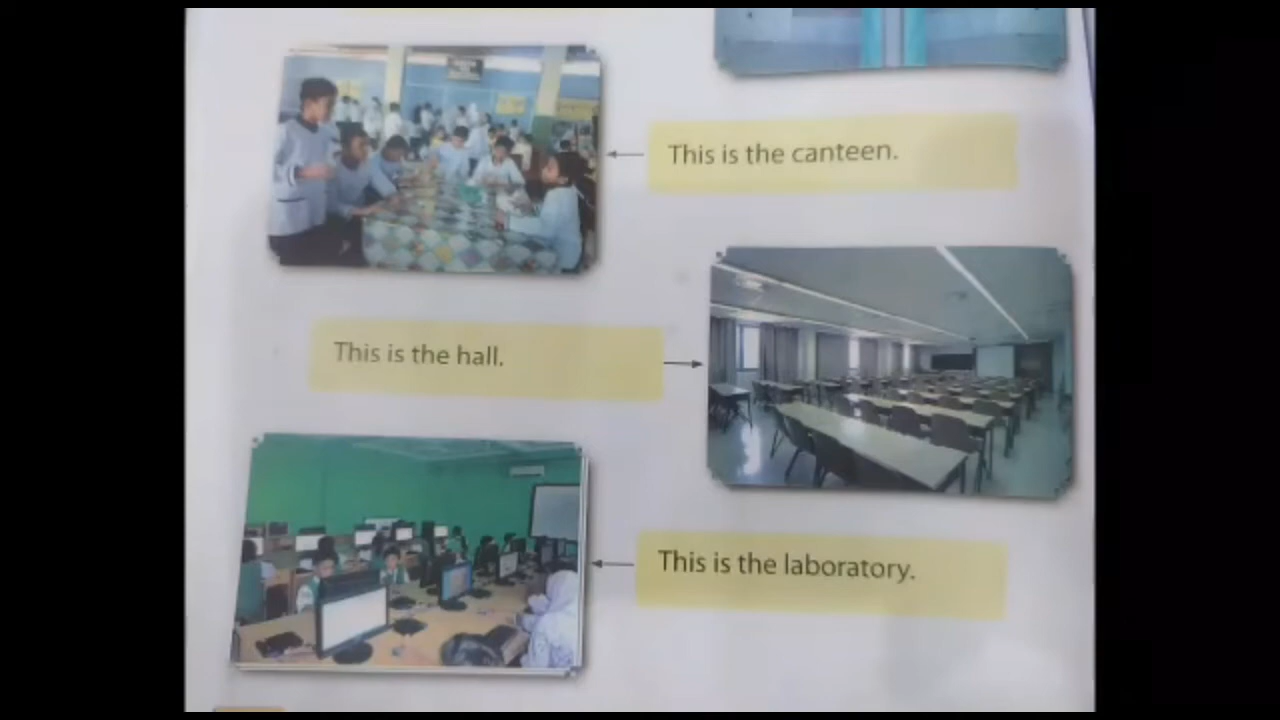 This is the canteen.
This is the hall.
This is the laboratory.